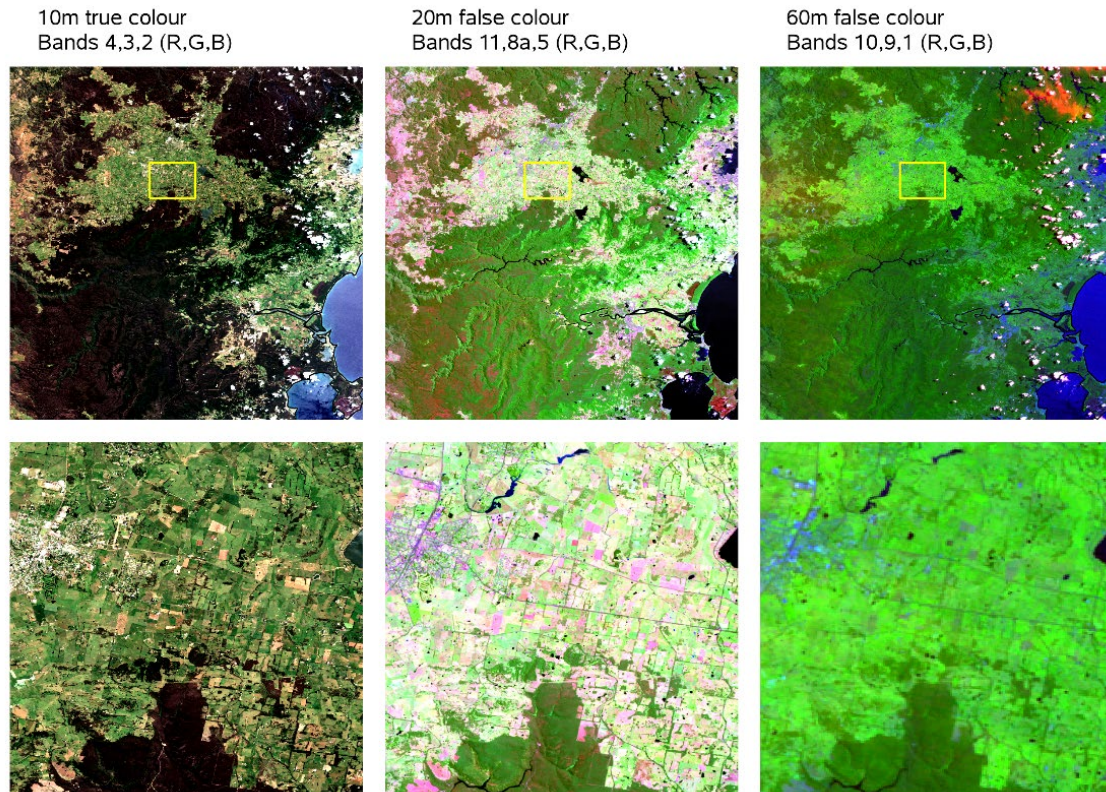 10m true colour
Bands 4,3,2 (R,G,B)
20m false colour
Bands 11,8a,5 (R,G,B)
60m false colour
Bands 10,9,1 (R,G,B)